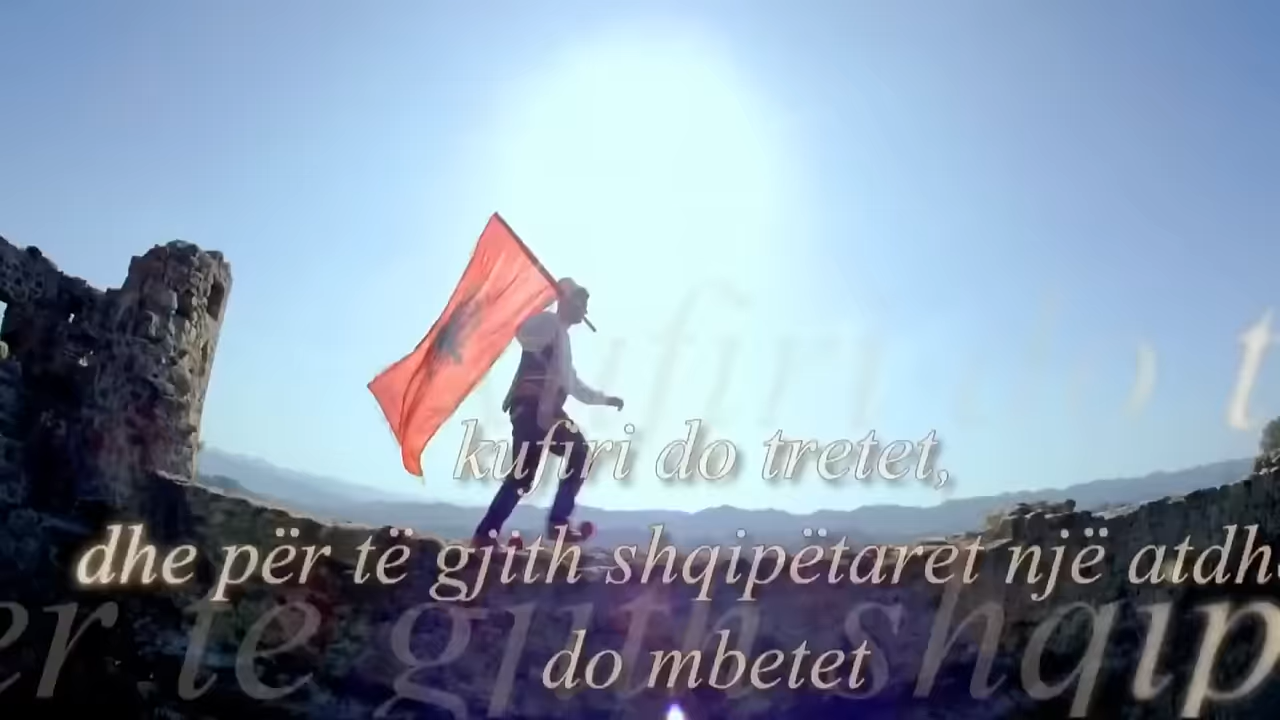 kufiri do tretet,
dhe për të gjith shqipëtaret një atdh
do mbetet